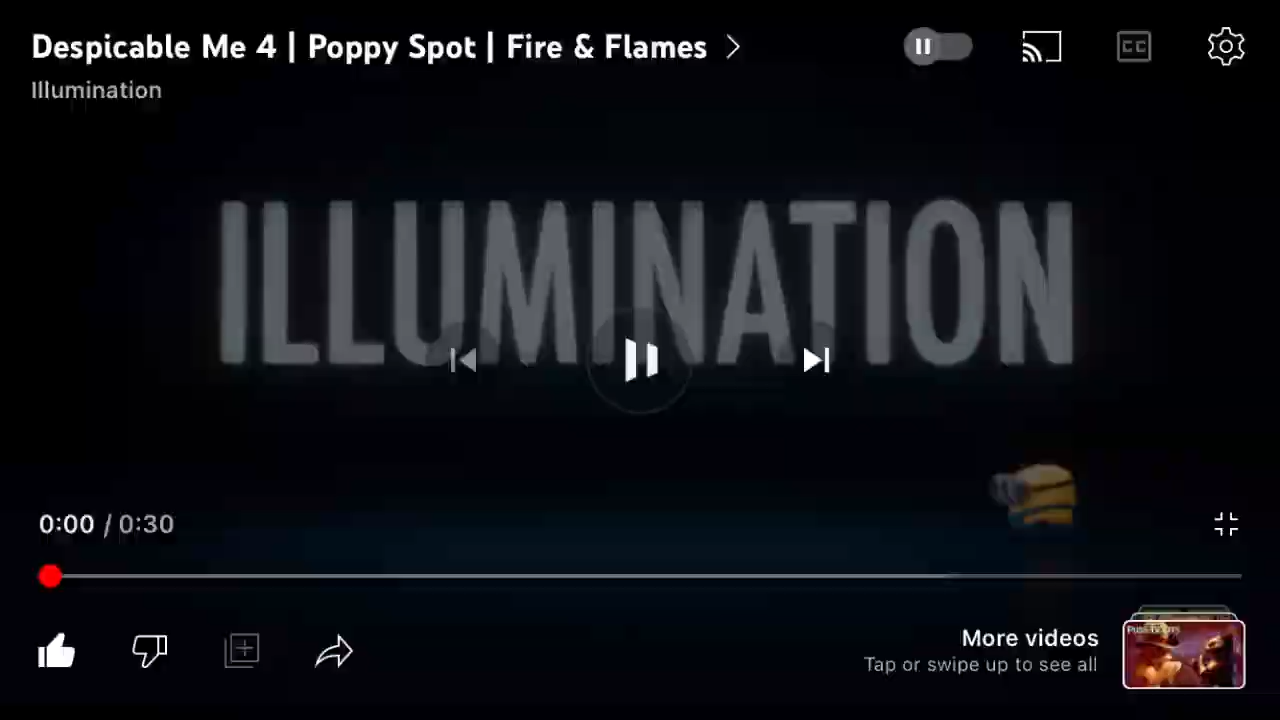 Despicable Me 4 | Poppy Spot | Fire & Flames
Illumination
CC
ILLUMINATION
0:00 / 0:30
More videos
Tap or swipe up to see all